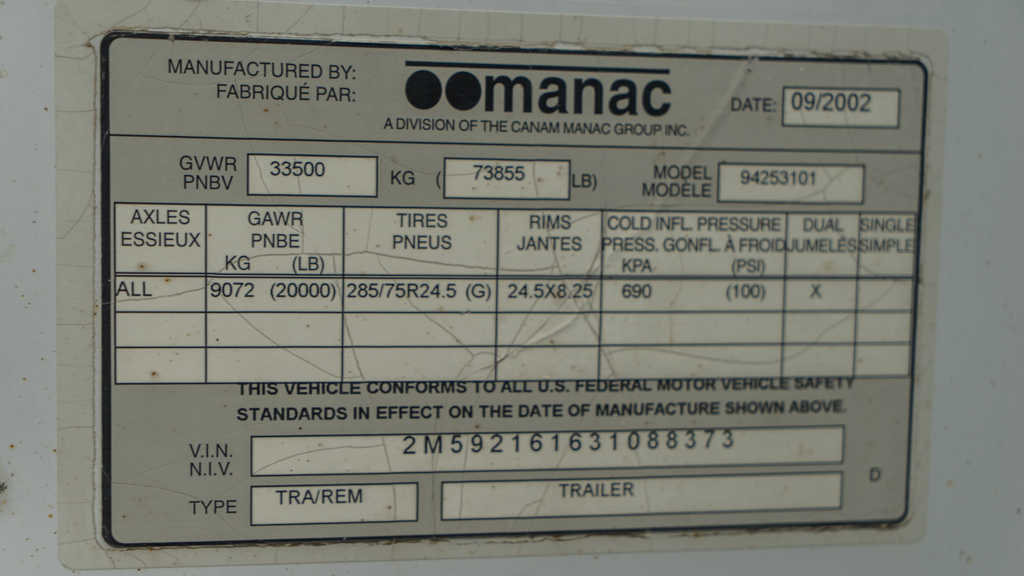 MANUFACTURED BY:
FABRIQUÉ PAR:
manac
A DIVISION OF THE CANAM MANAC GROUP INC.
DATE: 09/2002
GVWR
PNBV
33500 KG ( 73855 LB)
MODEL
MODÈLE
94253101
AXLES GAWR TIRES RIMS COLD INFL. PRESSURE DUAL SINGLE
ESSIEUX PNBE PNEUS JANTES PRESS. GONFL. À FROID JUMELÉS SIMPLE
KG (LB) KPA (PSI)
ALL 9072 (20000) 285/75R24.5 (G) 24.5X8.25 690 (100) X
THIS VEHICLE CONFORMS TO ALL U.S. FEDERAL MOTOR VEHICLE SAFETY
STANDARDS IN EFFECT ON THE DATE OF MANUFACTURE SHOWN ABOVE.
V.I.N.
N.I.V.
2M592161631088373
D
TYPE TRA/REM TRAILER